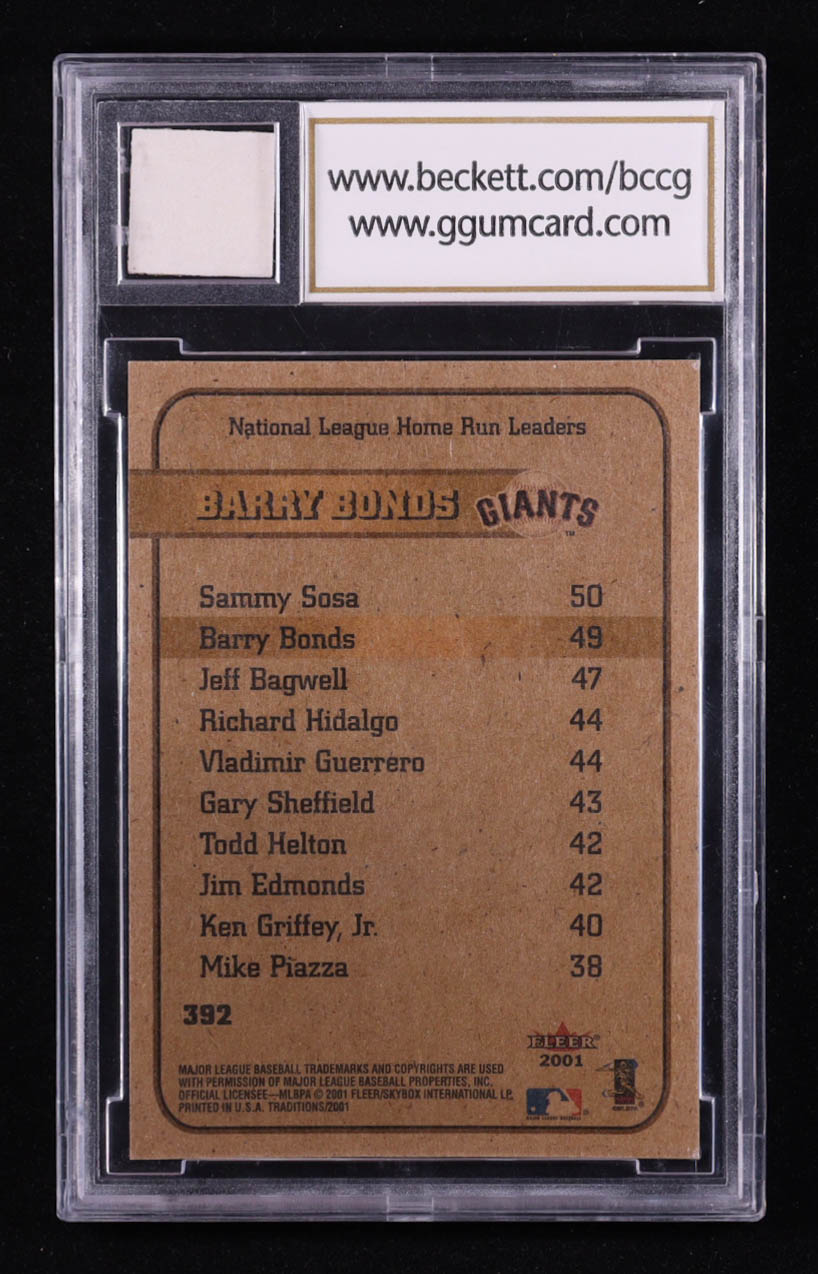 www.beckett.com/bccg
www.ggumcard.com
National League Home Run Leaders
BARRY BONDS GIANTS ™
Sammy Sosa 50
Barry Bonds 49
Jeff Bagwell 47
Richard Hidalgo 44
Vladimir Guerrero 44
Gary Sheffield 43
Todd Helton 42
Jim Edmonds 42
Ken Griffey, Jr. 40
Mike Piazza 38
392
FLEER
2001
MAJOR LEAGUE BASEBALL TRADEMARKS AND COPYRIGHTS ARE USED
WITH PERMISSION OF MAJOR LEAGUE BASEBALL PROPERTIES, INC.
OFFICIAL LICENSEE—MLBPA © 2001 FLEER/SKYBOX INTERNATIONAL LP.
PRINTED IN U.S.A. TRADITIONS/2001
MAJOR LEAGUE BASEBALL